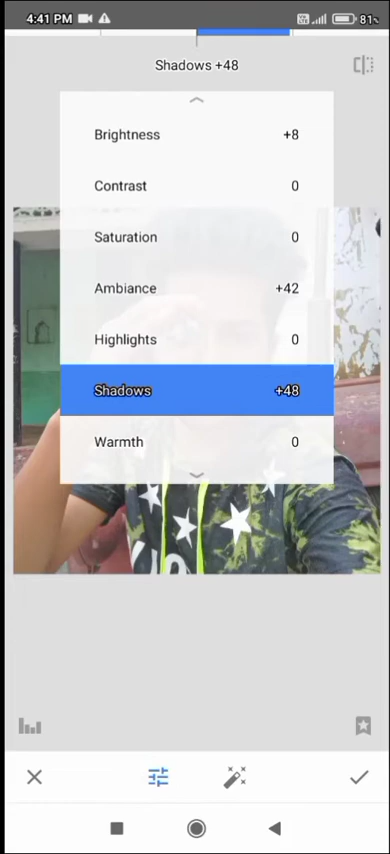 4:41 PM 81%
Shadows +48
Brightness +8
Contrast 0
Saturation 0
Ambiance +42
Highlights 0
Shadows +48
Warmth 0